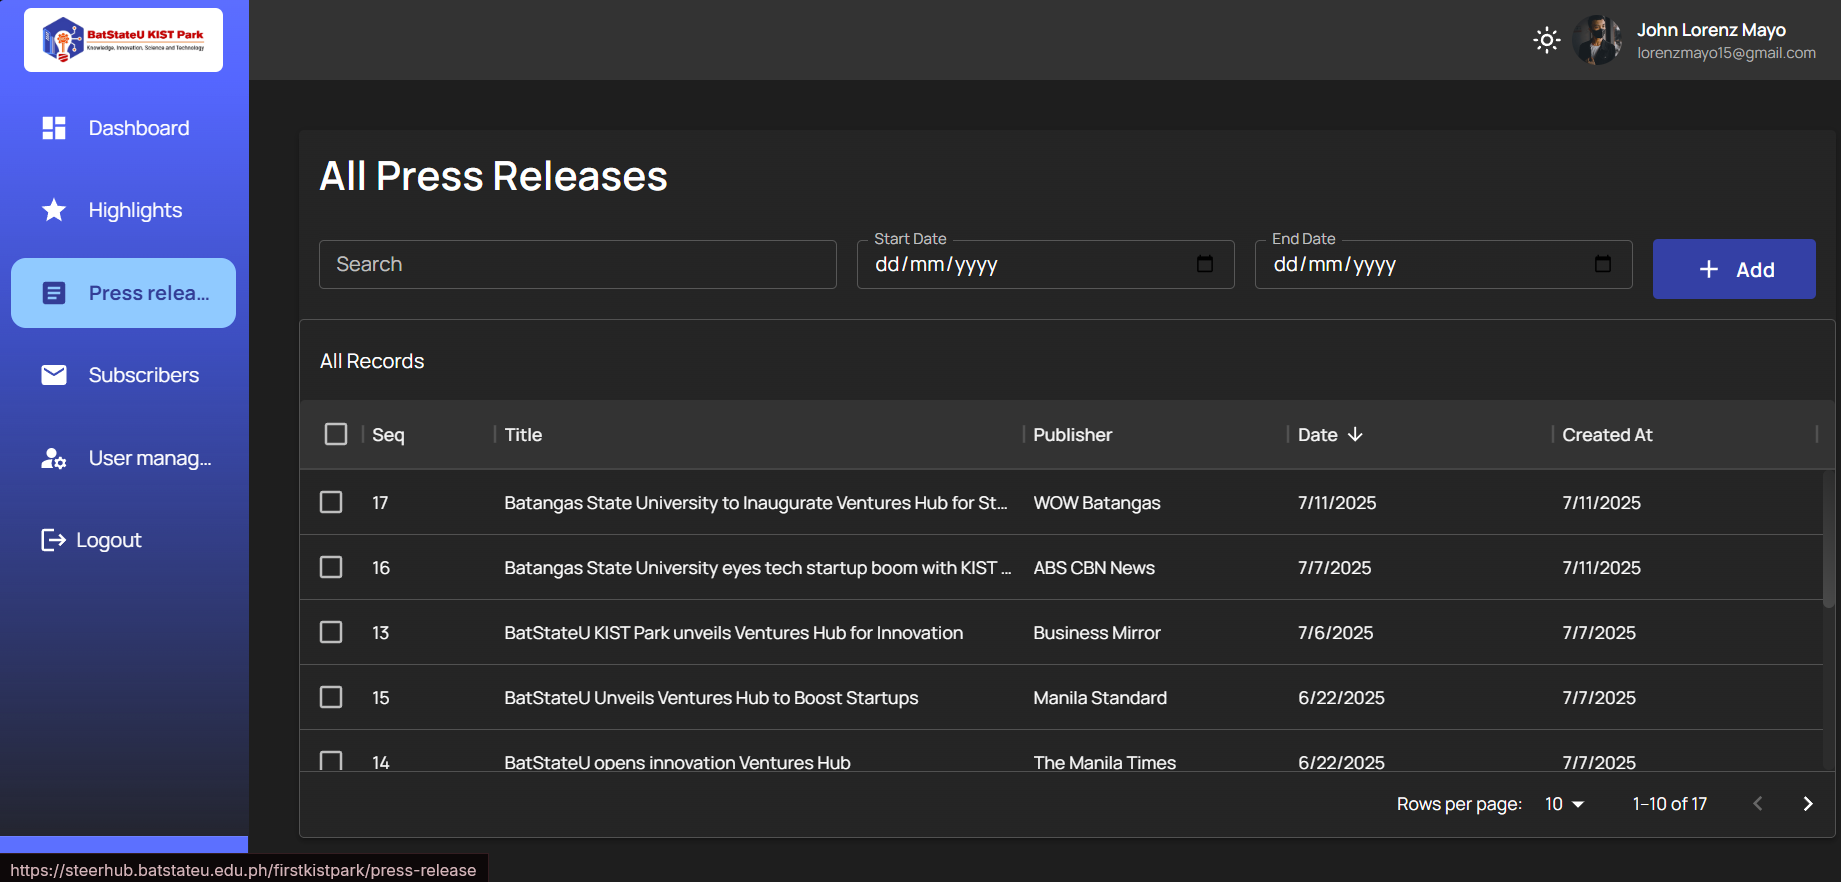 BatStateU KIST Park
Knowledge, Innovation, Science and Technology
John Lorenz Mayo
lorenzmayo15@gmail.com
Dashboard
Highlights
Press relea...
Subscribers
User manag...
Logout
All Press Releases
Search
Start Date
dd/mm/yyyy
End Date
dd/mm/yyyy
+ Add
All Records
Seq Title Publisher Date Created At
17 Batangas State University to Inaugurate Ventures Hub for St... WOW Batangas 7/11/2025 7/11/2025
16 Batangas State University eyes tech startup boom with KIST ... ABS CBN News 7/7/2025 7/11/2025
13 BatStateU KIST Park unveils Ventures Hub for Innovation Business Mirror 7/6/2025 7/7/2025
15 BatStateU Unveils Ventures Hub to Boost Startups Manila Standard 6/22/2025 7/7/2025
14 BatStateU opens innovation Ventures Hub The Manila Times 6/22/2025 7/7/2025
Rows per page: 10 1–10 of 17
https://steerhub.batstateu.edu.ph/firstkistpark/press-release